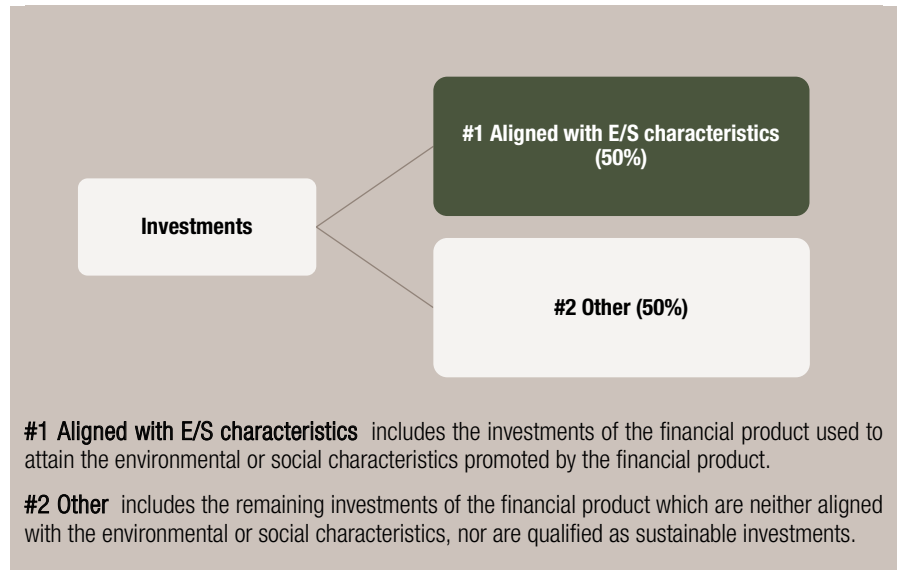 #1 Aligned with E/S characteristics
(50%)
Investments
#2 Other (50%)
#1 Aligned with E/S characteristics includes the investments of the financial product used to
attain the environmental or social characteristics promoted by the financial product.
#2 Other includes the remaining investments of the financial product which are neither aligned
with the environmental or social characteristics, nor are qualified as sustainable investments.